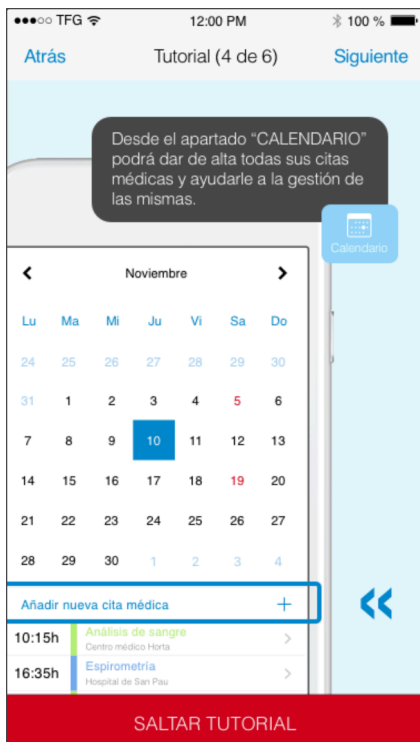 TFG 12:00 PM 100 %
Atrás Tutorial (4 de 6) Siguiente
Desde el apartado “CALENDARIO”
podrá dar de alta todas sus citas
médicas y ayudarle a la gestión de
las mismas.
Calendario
Noviembre
Lu Ma Mi Ju Vi Sa Do
24 25 26 27 28 29 30
31 1 2 3 4 5 6
7 8 9 10 11 12 13
14 15 16 17 18 19 20
21 22 23 24 25 26 27
28 29 30 1 2 3 4
Añadir nueva cita médica +
10:15h Análisis de sangre
Centro médico Horta
16:35h Espirometría
Hospital de San Pau
SALTAR TUTORIAL